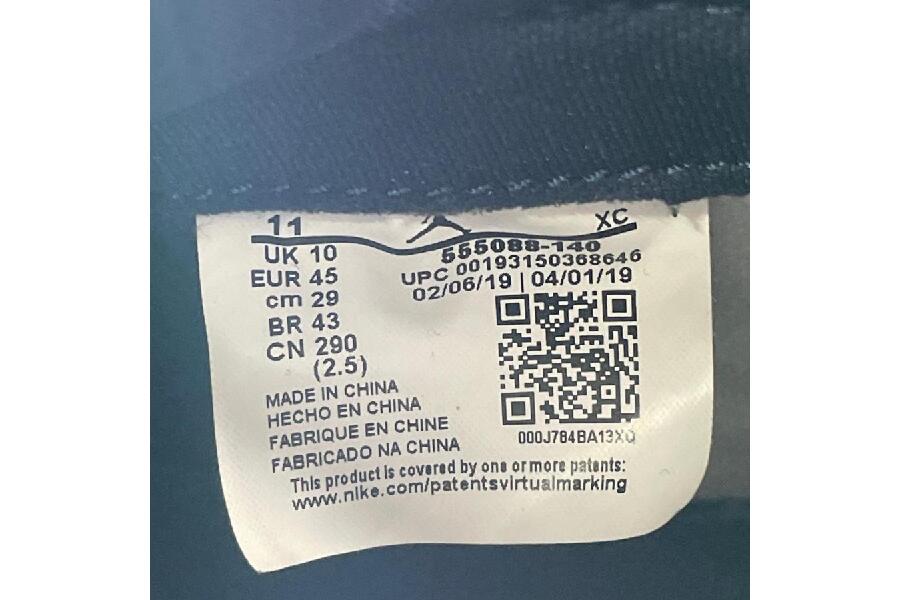 11
XC
UK 10
EUR 45
cm 29
BR 43
CN 290
(2.5)
555088-140
UPC 00193150368646
02/06/19 | 04/01/19
000J784BA13XQ
MADE IN CHINA
HECHO EN CHINA
FABRIQUE EN CHINE
FABRICADO NA CHINA
This product is covered by one or more patents:
www.nike.com/patentsvirtualmarking